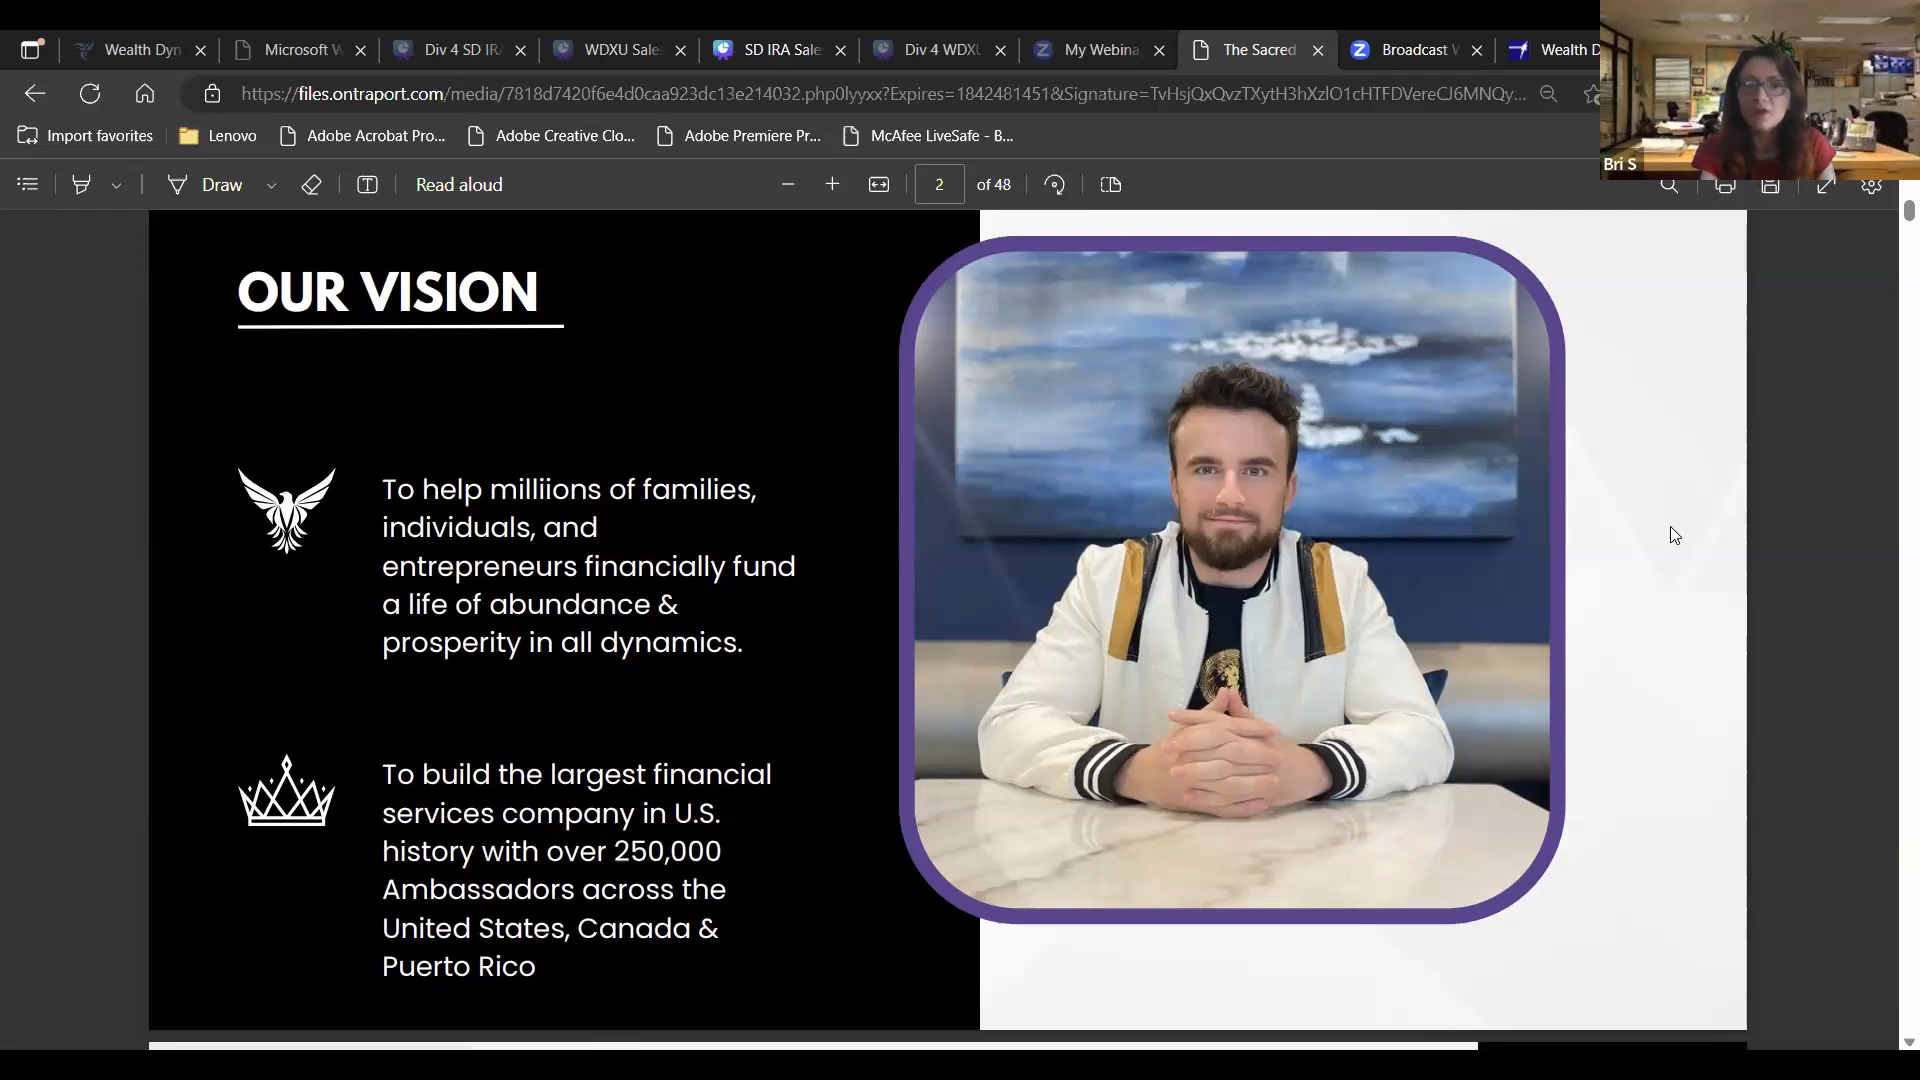 Wealth Dyn
Microsoft W
Div 4 SD IRA
WDXU Sales
SD IRA Sale
Div 4 WDXU
My Webina
The Sacred
Broadcast W
Wealth D
https://files.ontraport.com/media/7818d7420f6e4d0caa923dc13e214032.php0lyyxx?Expires=1842481451&Signature=TvHsjQxQvzTXytH3hXzlO1cHTFDVereCJ6MNQy...
Import favorites
Lenovo
Adobe Acrobat Pro...
Adobe Creative Clo...
Adobe Premiere Pr...
McAfee LiveSafe - B...
Bri S
Draw
Read aloud
2
of 48
OUR VISION
To help milliions of families,
individuals, and
entrepreneurs financially fund
a life of abundance &
prosperity in all dynamics.
To build the largest financial
services company in U.S.
history with over 250,000
Ambassadors across the
United States, Canada &
Puerto Rico